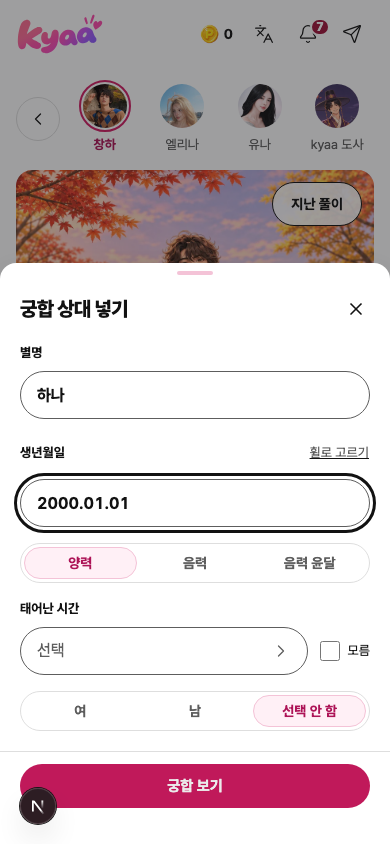 kyaa
0
7
창하
엘리나
유나
kyaa 도사
지난 풀이
궁합 상대 넣기
별명
하나
생년월일
휠로 고르기
2000.01.01
양력
음력
음력 윤달
태어난 시간
선택
모름
여
남
선택 안 함
궁합 보기
N